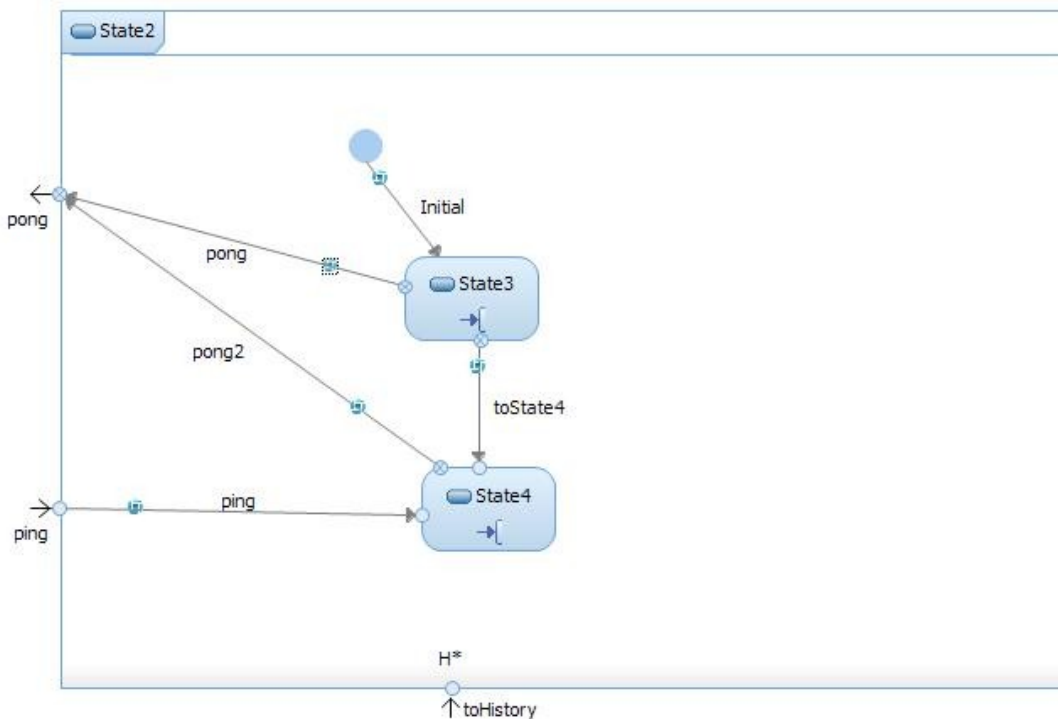 State2
Initial
pong
pong
State3
pong2
toState4
State4
ping
ping
H*
toHistory